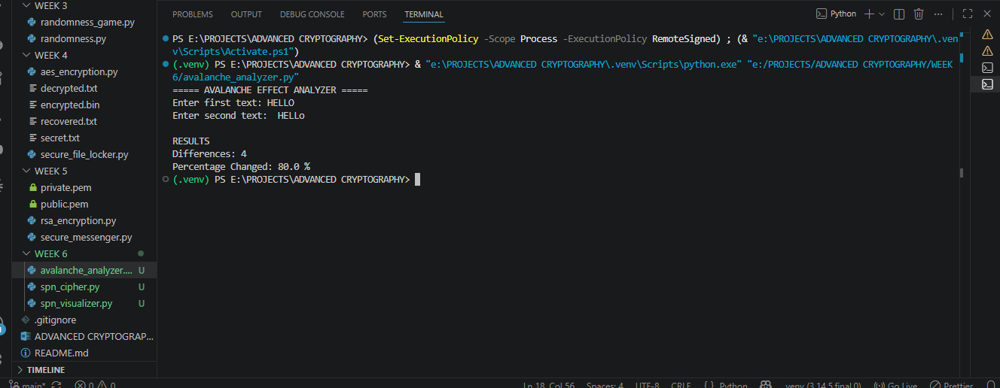 WEEK 3
randomness_game.py
randomness.py
WEEK 4
aes_encryption.py
decrypted.txt
encrypted.bin
recovered.txt
secret.txt
secure_file_locker.py
WEEK 5
private.pem
public.pem
rsa_encryption.py
secure_messenger.py
WEEK 6
avalanche_analyzer.... U
spn_cipher.py U
spn_visualizer.py U
.gitignore
ADVANCED CRYPTOGRAP...
README.md
TIMELINE
PROBLEMS OUTPUT DEBUG CONSOLE PORTS TERMINAL
Python
PS E:\PROJECTS\ADVANCED CRYPTOGRAPHY> (Set-ExecutionPolicy -Scope Process -ExecutionPolicy RemoteSigned) ; (& "e:\PROJECTS\ADVANCED CRYPTOGRAPHY\.ven
v\Scripts\Activate.ps1")
(.venv) PS E:\PROJECTS\ADVANCED CRYPTOGRAPHY> & "e:\PROJECTS\ADVANCED CRYPTOGRAPHY\.venv\Scripts\python.exe" "e:/PROJECTS/ADVANCED CRYPTOGRAPHY/WEEK
6/avalanche_analyzer.py"
===== AVALANCHE EFFECT ANALYZER =====
Enter first text: HELLO
Enter second text:  HELLo
RESULTS
Differences: 4
Percentage Changed: 80.0 %
(.venv) PS E:\PROJECTS\ADVANCED CRYPTOGRAPHY>
main* 0 0 Ln 18, Col 56 Spaces: 4 UTF-8 CRLF { } Python .venv (3.14.5.final.0) Go Live Prettier